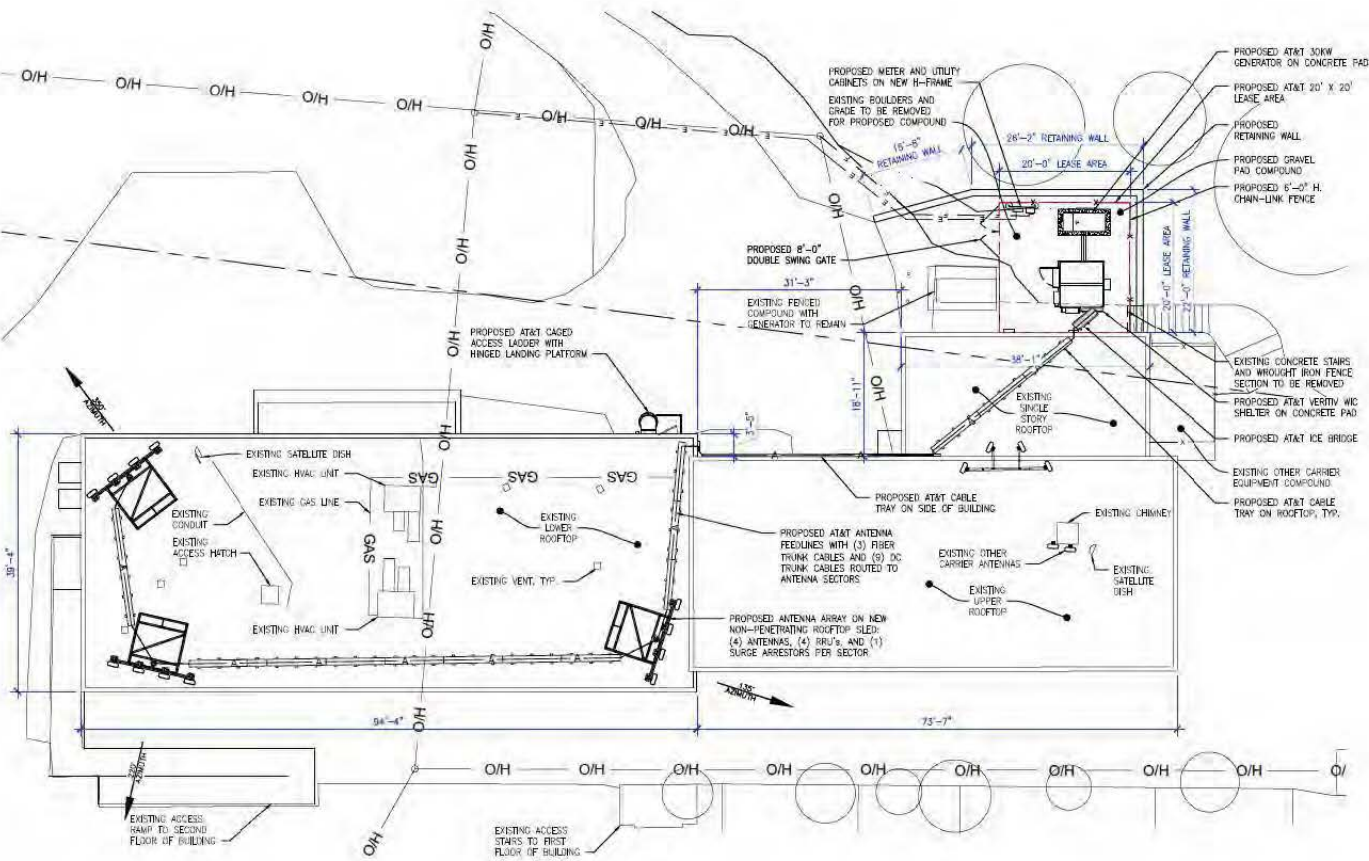 O/H
O/H
O/H
O/H
O/H
O/H
O/H
O/H
O/H
O/H
O/H
O/H
O/H
O/H
PROPOSED METER AND UTILITY
CABINETS ON NEW H-FRAME
EXISTING BOULDERS AND
GRADE TO BE REMOVED
FOR PROPOSED COMPOUND
PROPOSED AT&T 30KW
GENERATOR ON CONCRETE PAD
PROPOSED AT&T 20' X 20'
LEASE AREA
PROPOSED
RETAINING WALL
PROPOSED GRAVEL
PAD COMPOUND
PROPOSED 6'-0" H.
CHAIN-LINK FENCE
RETAINING WALL
26'-2" RETAINING WALL
20'-0" LEASE AREA
20'-0" LEASE AREA
22'-0" RETAINING WALL
PROPOSED 8'-0"
DOUBLE SWING GATE
31'-3"
EXISTING FENCED
COMPOUND WITH
GENERATOR TO REMAIN
PROPOSED AT&T CAGED
ACCESS LADDER WITH
HINGED LANDING PLATFORM
38'-1"
18'-11"
3'-5"
EXISTING
SINGLE
STORY
ROOFTOP
EXISTING CONCRETE STAIRS
AND WROUGHT IRON FENCE
SECTION TO BE REMOVED
PROPOSED AT&T VERITIV WIC
SHELTER ON CONCRETE PAD
PROPOSED AT&T ICE BRIDGE
EXISTING OTHER CARRIER
EQUIPMENT COMPOUND
PROPOSED AT&T CABLE
TRAY ON ROOFTOP, TYP.
AZIMUTH
EXISTING SATELLITE DISH
EXISTING HVAC UNIT
EXISTING GAS LINE
GAS
GAS
GAS
GAS
EXISTING
CONDUIT
EXISTING
ACCESS HATCH
EXISTING
LOWER
ROOFTOP
EXISTING VENT, TYP.
EXISTING HVAC UNIT
39'-4"
PROPOSED AT&T CABLE
TRAY ON SIDE OF BUILDING
PROPOSED AT&T ANTENNA
FEEDLINES WITH (3) FIBER
TRUNK CABLES AND (9) DC
TRUNK CABLES ROUTED TO
ANTENNA SECTORS
EXISTING CHIMNEY
EXISTING OTHER
CARRIER ANTENNAS
EXISTING
SATELLITE
DISH
EXISTING
UPPER
ROOFTOP
PROPOSED ANTENNA ARRAY ON NEW
NON-PENETRATING ROOFTOP SLED:
(4) ANTENNAS, (4) RRU's, AND (1)
SURGE ARRESTORS PER SECTOR
135°
AZIMUTH
94'-4"
73'-7"
AZIMUTH
O/H
O/H
O/H
O/H
O/H
O/H
O/H
O/H
O/H
O/
O/H
O/H
EXISTING ACCESS
RAMP TO SECOND
FLOOR OF BUILDING
EXISTING ACCESS
STAIRS TO FIRST
FLOOR OF BUILDING